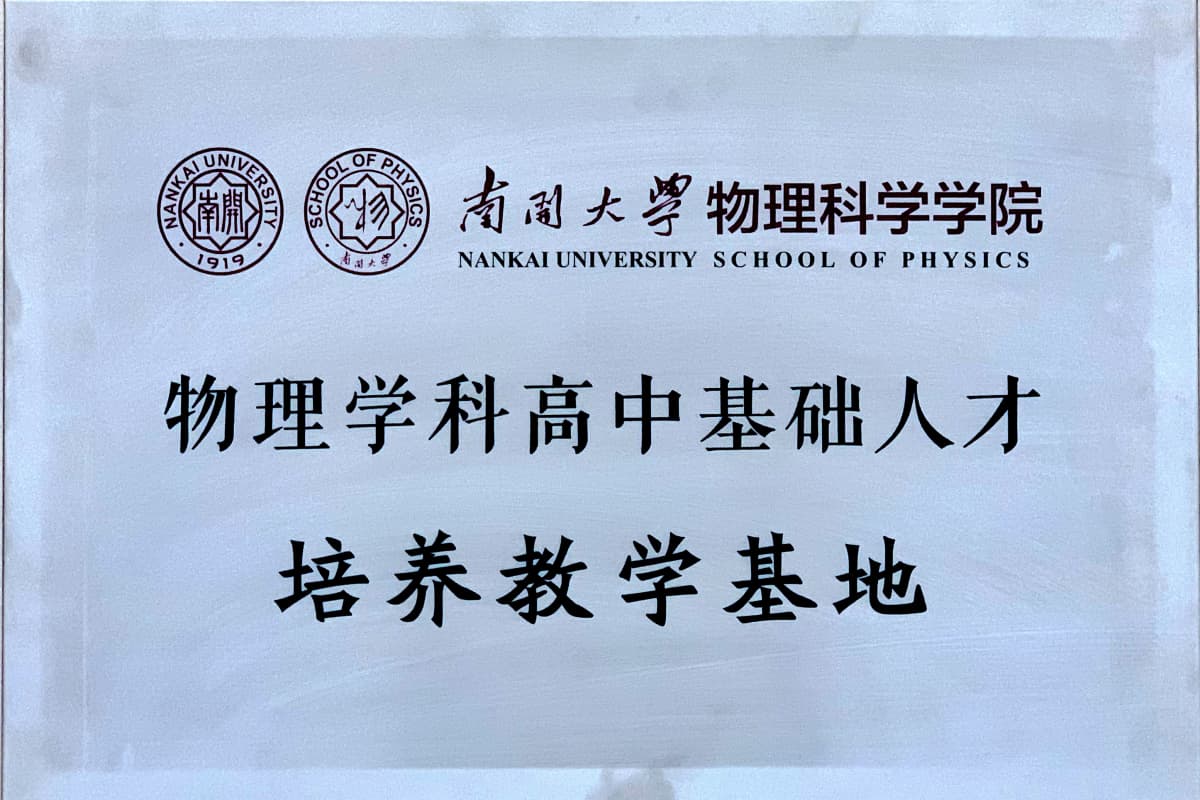 NANKAI UNIVERSITY
南開
1919
SCHOOL OF PHYSICS
物
南開大學
南開大學 物理科学学院
NANKAI UNIVERSITY SCHOOL OF PHYSICS
物理学科高中基础人才
培养教学基地